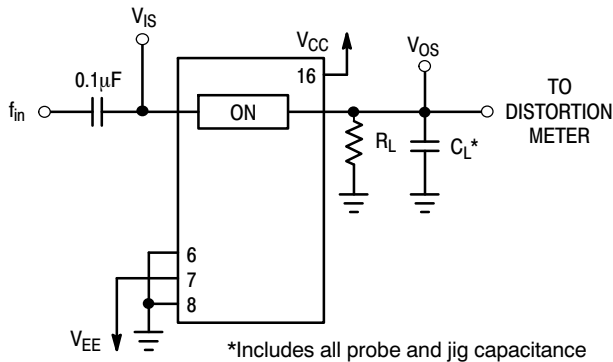 V_IS
V_CC
V_OS
16
0.1μF
f_in
ON
TO
DISTORTION
METER
R_L
C_L*
6
7
8
V_EE
*Includes all probe and jig capacitance